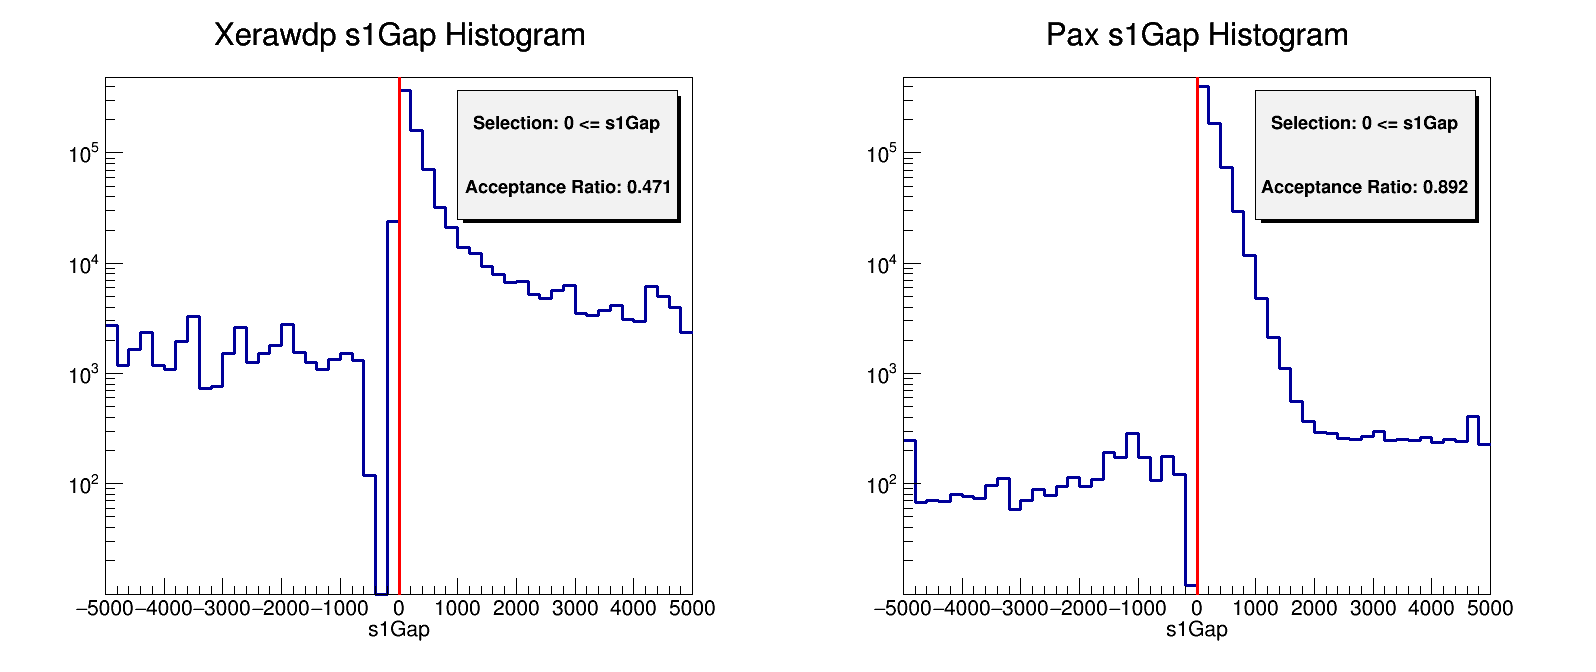 Xerawdp s1Gap Histogram
Selection: 0 <= s1Gap
Acceptance Ratio: 0.471
10^5
10^4
10^3
10^2
−5000 −4000 −3000 −2000 −1000 0 1000 2000 3000 4000 5000
s1Gap
Pax s1Gap Histogram
Selection: 0 <= s1Gap
Acceptance Ratio: 0.892
10^5
10^4
10^3
10^2
−5000 −4000 −3000 −2000 −1000 0 1000 2000 3000 4000 5000
s1Gap